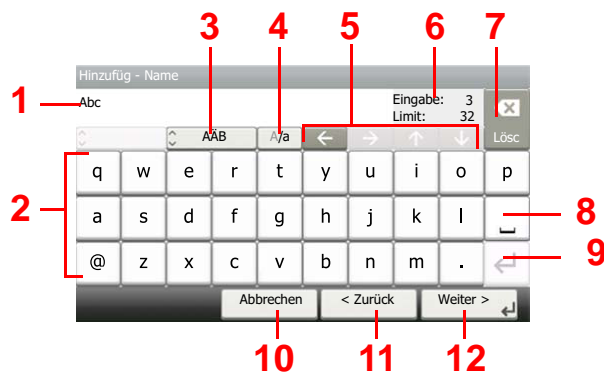 3 4 5 6 7
Hinzufüg - Name
1 Abc Eingabe: 3
Limit: 32
AÄB A/a ← → ↑ ↓ Lösc
q w e r t y u i o p
2 a s d f g h j k l 8
@ z x c v b n m . 9
Abbrechen < Zurück Weiter >
10 11 12